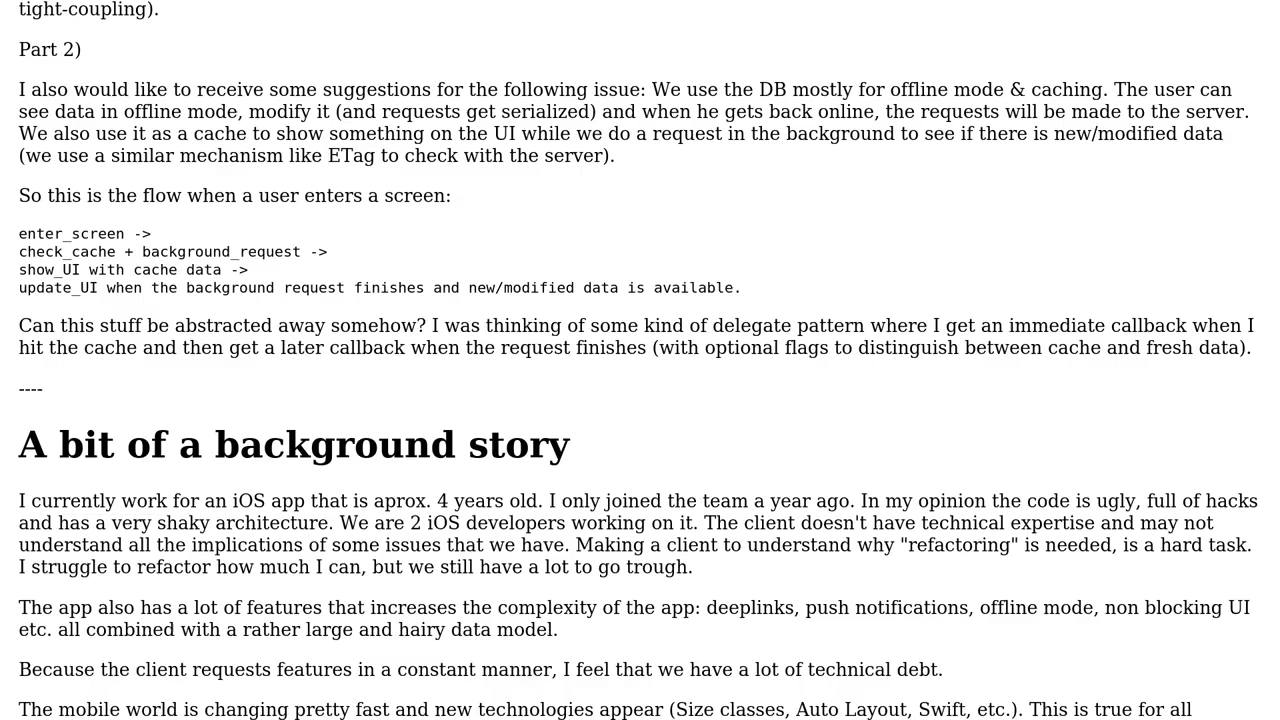 tight-coupling).
Part 2)
I also would like to receive some suggestions for the following issue: We use the DB mostly for offline mode & caching. The user can
see data in offline mode, modify it (and requests get serialized) and when he gets back online, the requests will be made to the server.
We also use it as a cache to show something on the UI while we do a request in the background to see if there is new/modified data
(we use a similar mechanism like ETag to check with the server).
So this is the flow when a user enters a screen:
enter_screen ->
check_cache + background_request ->
show_UI with cache data ->
update_UI when the background request finishes and new/modified data is available.
Can this stuff be abstracted away somehow? I was thinking of some kind of delegate pattern where I get an immediate callback when I
hit the cache and then get a later callback when the request finishes (with optional flags to distinguish between cache and fresh data).
----
A bit of a background story
I currently work for an iOS app that is aprox. 4 years old. I only joined the team a year ago. In my opinion the code is ugly, full of hacks
and has a very shaky architecture. We are 2 iOS developers working on it. The client doesn't have technical expertise and may not
understand all the implications of some issues that we have. Making a client to understand why "refactoring" is needed, is a hard task.
I struggle to refactor how much I can, but we still have a lot to go trough.
The app also has a lot of features that increases the complexity of the app: deeplinks, push notifications, offline mode, non blocking UI
etc. all combined with a rather large and hairy data model.
Because the client requests features in a constant manner, I feel that we have a lot of technical debt.
The mobile world is changing pretty fast and new technologies appear (Size classes, Auto Layout, Swift, etc.). This is true for all